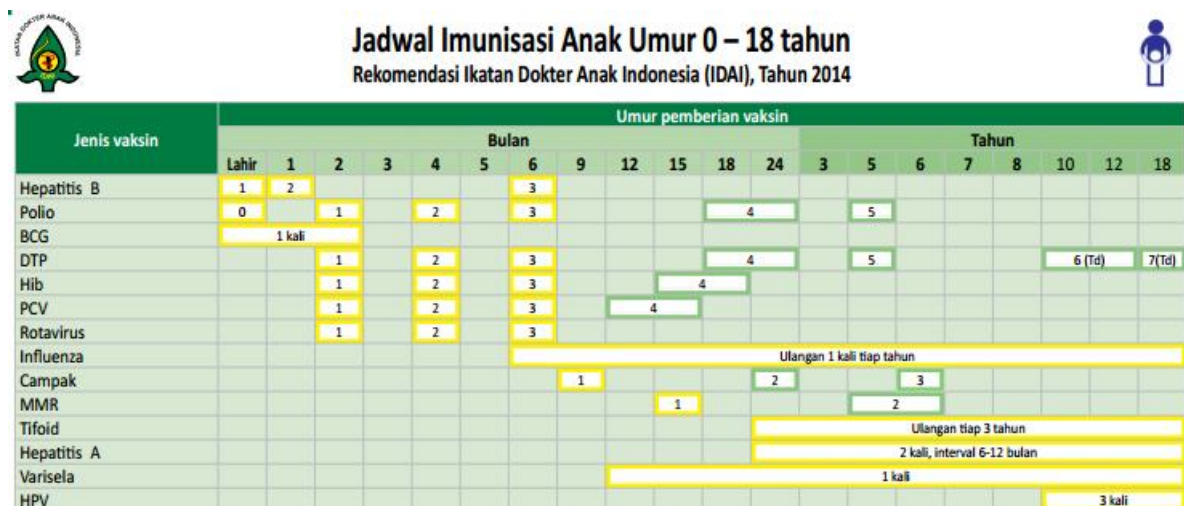 IKATAN DOKTER ANAK INDONESIA
IDAI
Jadwal Imunisasi Anak Umur 0 – 18 tahun
Rekomendasi Ikatan Dokter Anak Indonesia (IDAI), Tahun 2014
Jenis vaksin Umur pemberian vaksin
Bulan Tahun
Lahir 1 2 3 4 5 6 9 12 15 18 24 3 5 6 7 8 10 12 18
Hepatitis B 1 2 3
Polio 0 1 2 3 4 5
BCG 1 kali
DTP 1 2 3 4 5 6 (Td) 7(Td)
Hib 1 2 3 4
PCV 1 2 3 4
Rotavirus 1 2 3
Influenza Ulangan 1 kali tiap tahun
Campak 1 2 3
MMR 1 2
Tifoid Ulangan tiap 3 tahun
Hepatitis A 2 kali, interval 6-12 bulan
Varisela 1 kali
HPV 3 kali